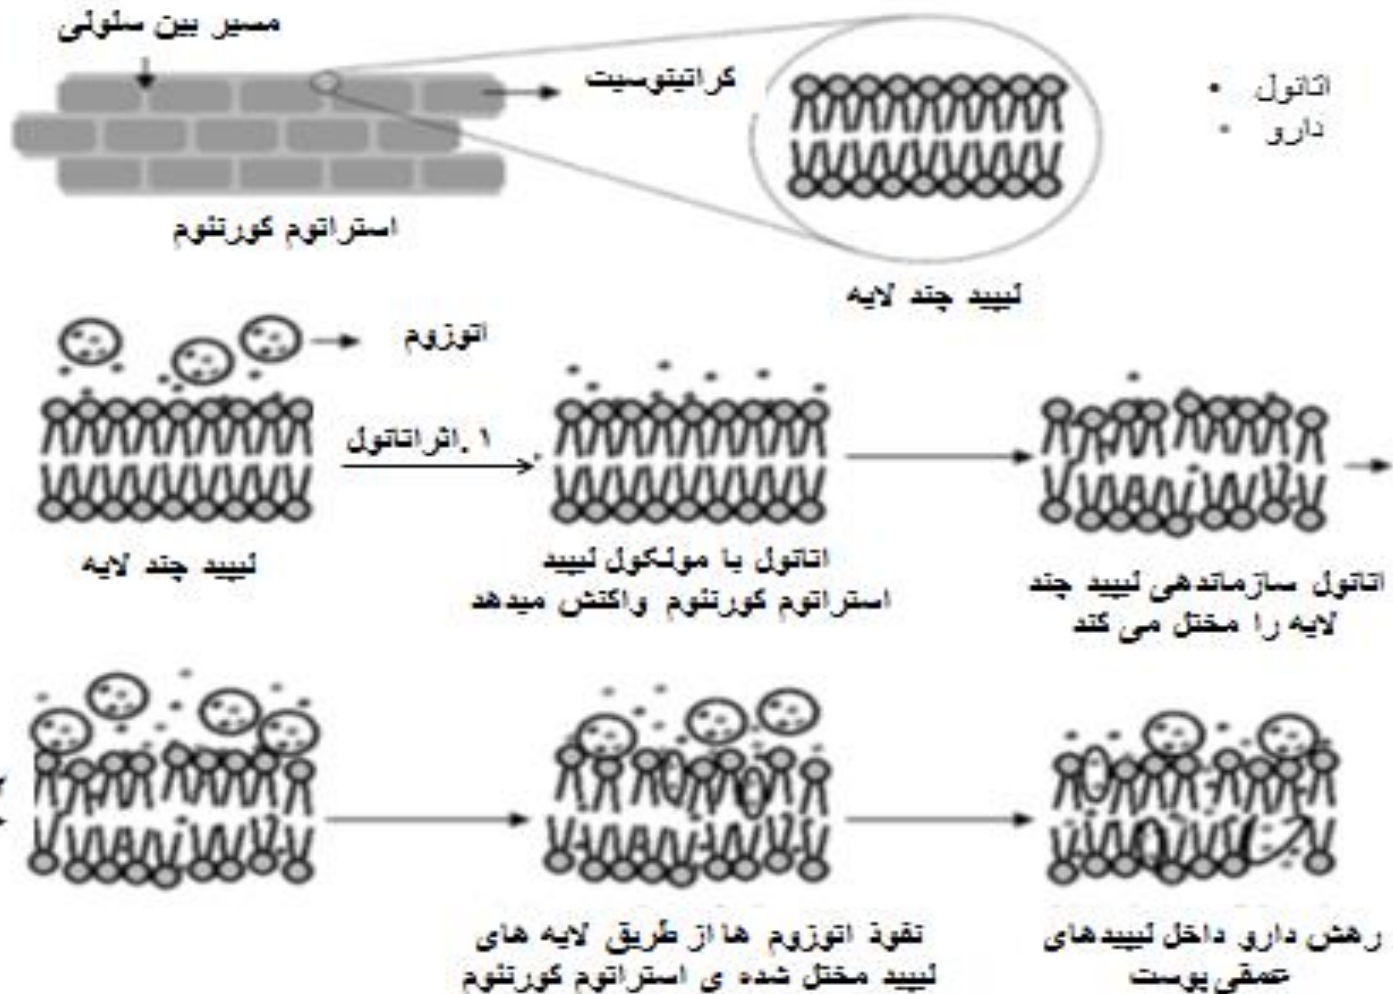 مسیر بین سلولی
کراتینوسیت
اتانول
دارو
استراتوم کورنئوم
لیپید چند لایه
اتوزوم
۱.اثراتانول
لیپید چند لایه
اتانول با مولکول لیپید
استراتوم کورنئوم واکنش میدهد
اتانول سازماندهی لیپید چند
لایه را مختل می کند
نفوذ اتوزوم ها از طریق لایه های
لیپید مختل شده ی استراتوم کورنئوم
رهش دارو داخل لیپیدهای
عمقی پوست